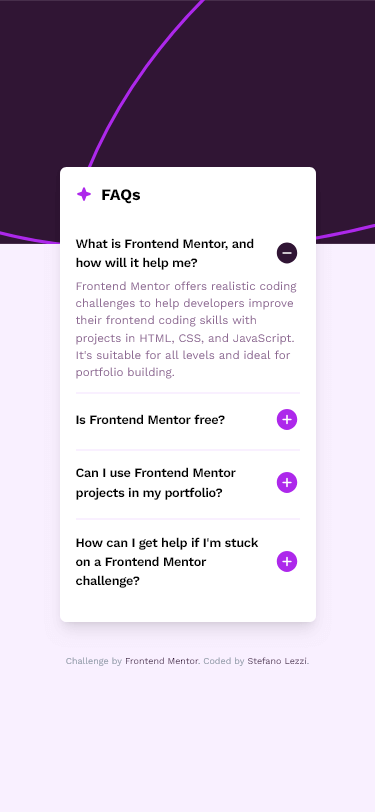 FAQs
What is Frontend Mentor, and
how will it help me?
Frontend Mentor offers realistic coding
challenges to help developers improve
their frontend coding skills with
projects in HTML, CSS, and JavaScript.
It's suitable for all levels and ideal for
portfolio building.
Is Frontend Mentor free?
Can I use Frontend Mentor
projects in my portfolio?
How can I get help if I'm stuck
on a Frontend Mentor
challenge?
Challenge by Frontend Mentor. Coded by Stefano Lezzi.